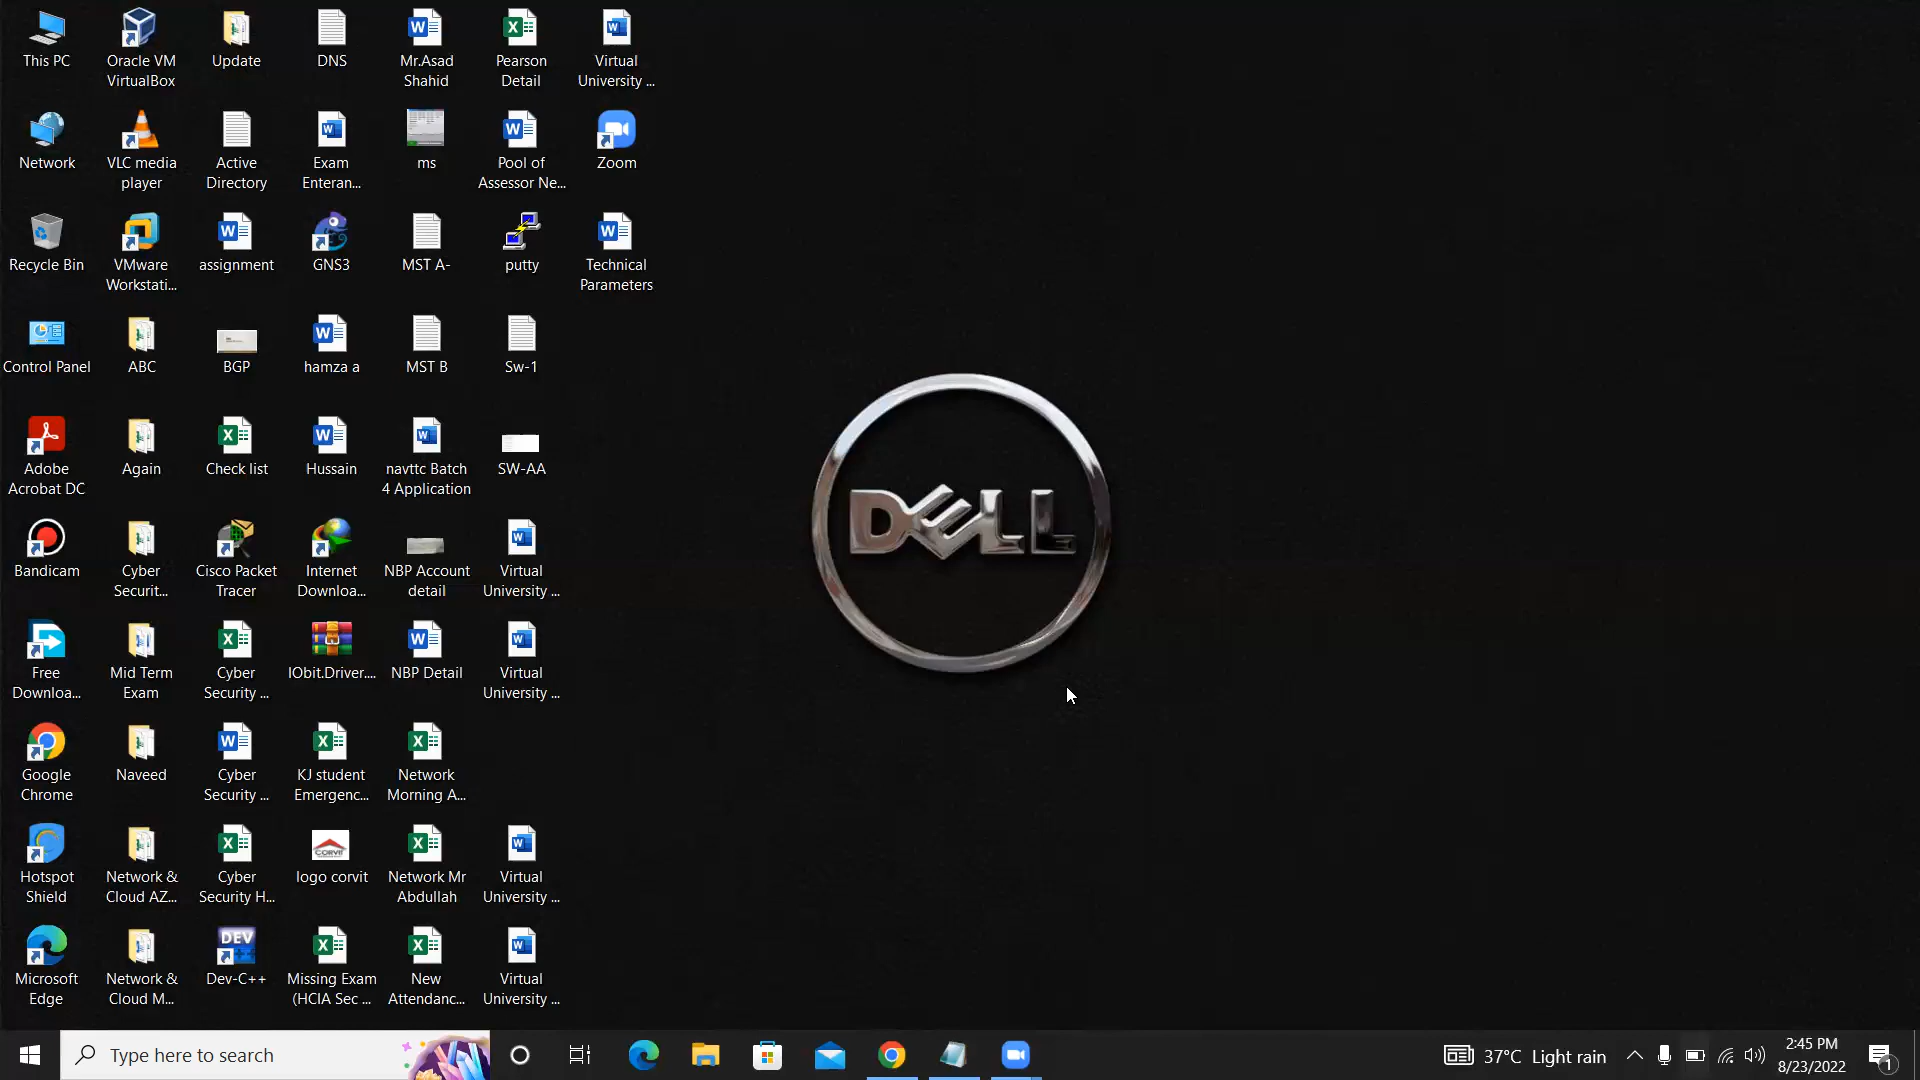 This PC
Oracle VM
VirtualBox
Update
DNS
Mr.Asad
Shahid
Pearson
Detail
Virtual
University ...
Network
VLC media
player
Active
Directory
Exam
Enteran...
ms
Pool of
Assessor Ne...
Zoom
Recycle Bin
VMware
Workstati...
assignment
GNS3
MST A-
putty
Technical
Parameters
Control Panel
ABC
BGP
hamza a
MST B
Sw-1
Adobe
Acrobat DC
Again
Check list
Hussain
navttc Batch
4 Application
SW-AA
DELL
Bandicam
Cyber
Securit...
Cisco Packet
Tracer
Internet
Downloa...
NBP Account
detail
Virtual
University ...
Free
Downloa...
Mid Term
Exam
Cyber
Security ...
IObit.Driver....
NBP Detail
Virtual
University ...
Google
Chrome
Naveed
Cyber
Security ...
KJ student
Emergenc...
Network
Morning A...
Hotspot
Shield
Network &
Cloud AZ...
Cyber
Security H...
CORVIT
logo corvit
Network Mr
Abdullah
Virtual
University ...
Microsoft
Edge
Network &
Cloud M...
DEV
Dev-C++
Missing Exam
(HCIA Sec ...
New
Attendanc...
Virtual
University ...
Type here to search
37°C Light rain
2:45 PM
8/23/2022
1